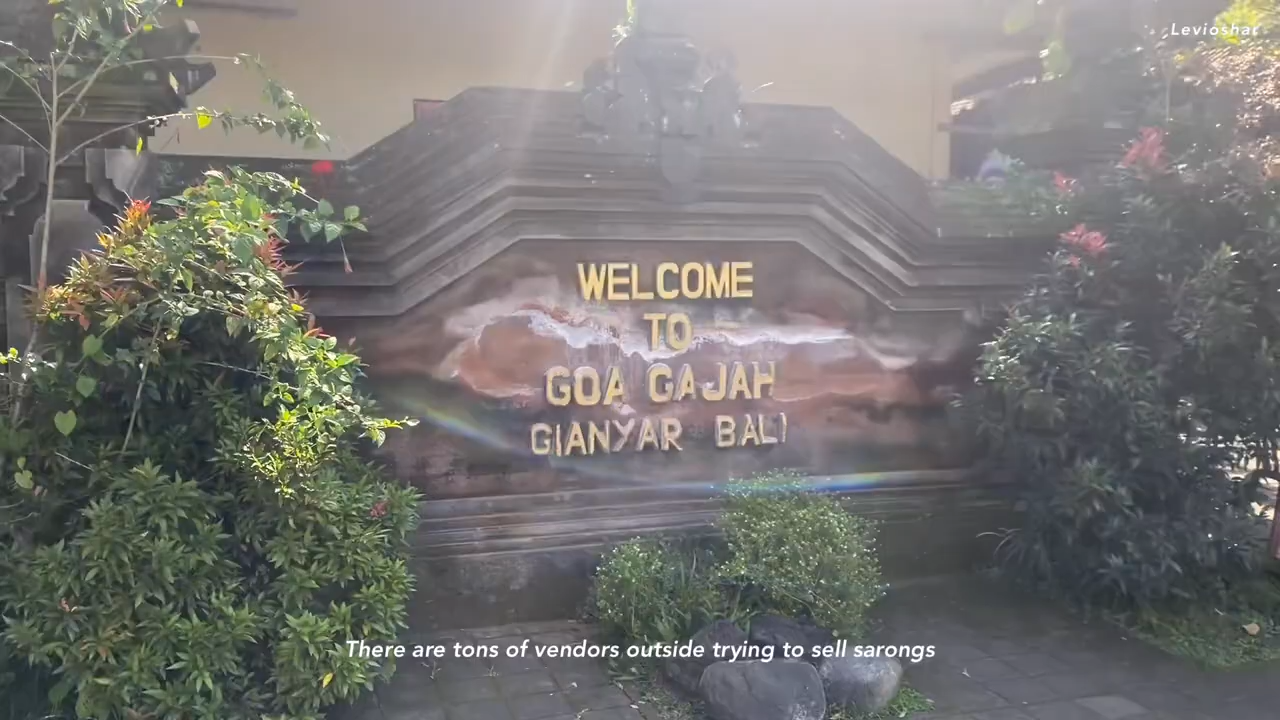 Levioshar
WELCOME
TO
GOA GAJAH
GIANYAR BALI
There are tons of vendors outside trying to sell sarongs